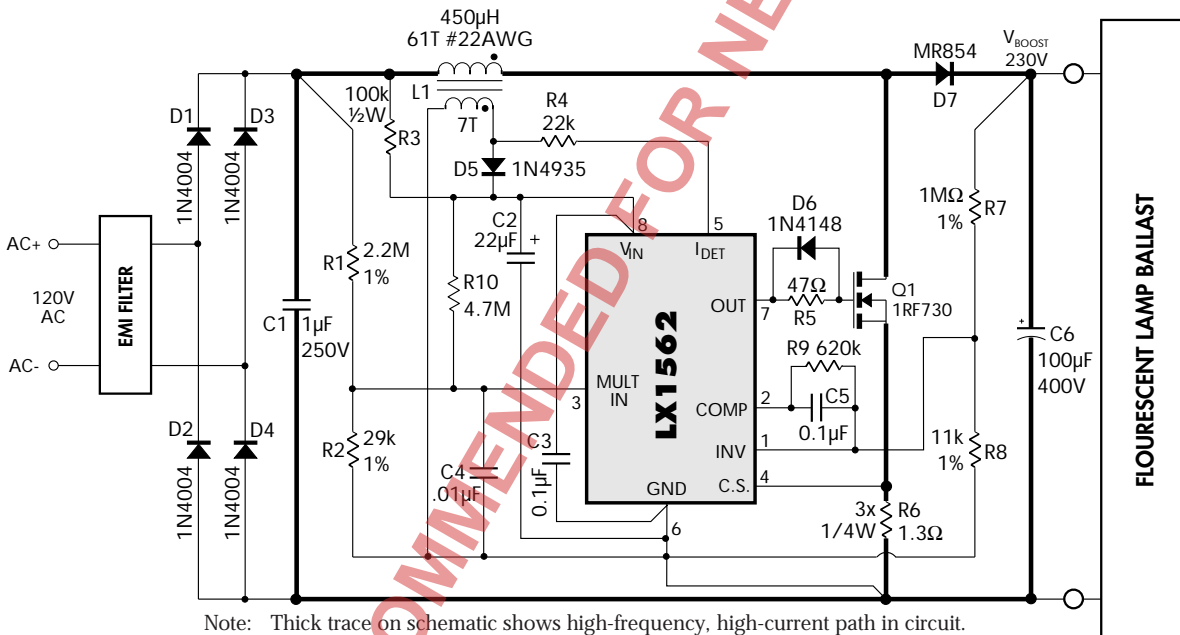 450µH
61T #22AWG
L1
7T
100k
½W
R3
R4
22k
D5
1N4935
MR854
D7
V_BOOST
230V
D1
1N4004
D3
1N4004
D2
1N4004
D4
1N4004
AC+
120V
AC
AC-
EMI FILTER
C1
1µF
250V
R1
2.2M
1%
R2
29k
1%
R10
4.7M
C2
22µF
+
C3
0.1µF
C4
.01µF
8
V_IN
5
I_DET
OUT
7
MULT
IN
3
LX1562
COMP
2
INV
1
C.S.
4
GND
6
D6
1N4148
47Ω
R5
Q1
1RF730
R9 620k
C5
0.1µF
3x
1/4W
R6
1.3Ω
1MΩ
1%
R7
11k
1%
R8
+
C6
100µF
400V
FLOURESCENT LAMP BALLAST
OMMENDED FOR NE
Note: Thick trace on schematic shows high-frequency, high-current path in circuit.